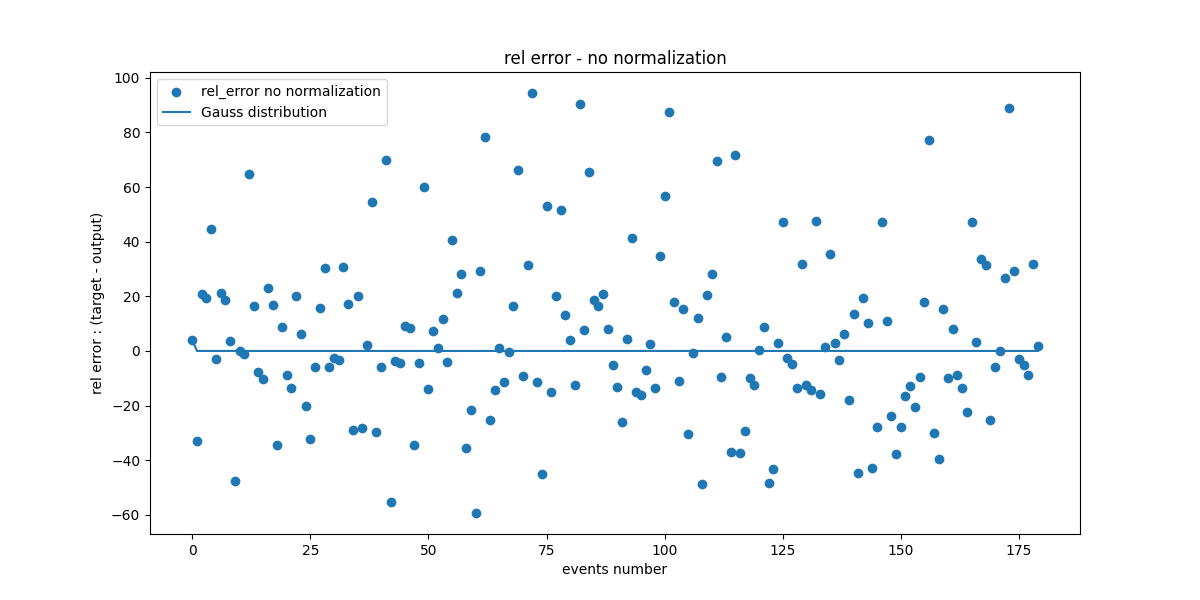 rel error - no normalization
rel_error no normalization
Gauss distribution
rel error : (target - output)
100
80
60
40
20
0
−20
−40
−60
0 25 50 75 100 125 150 175
events number